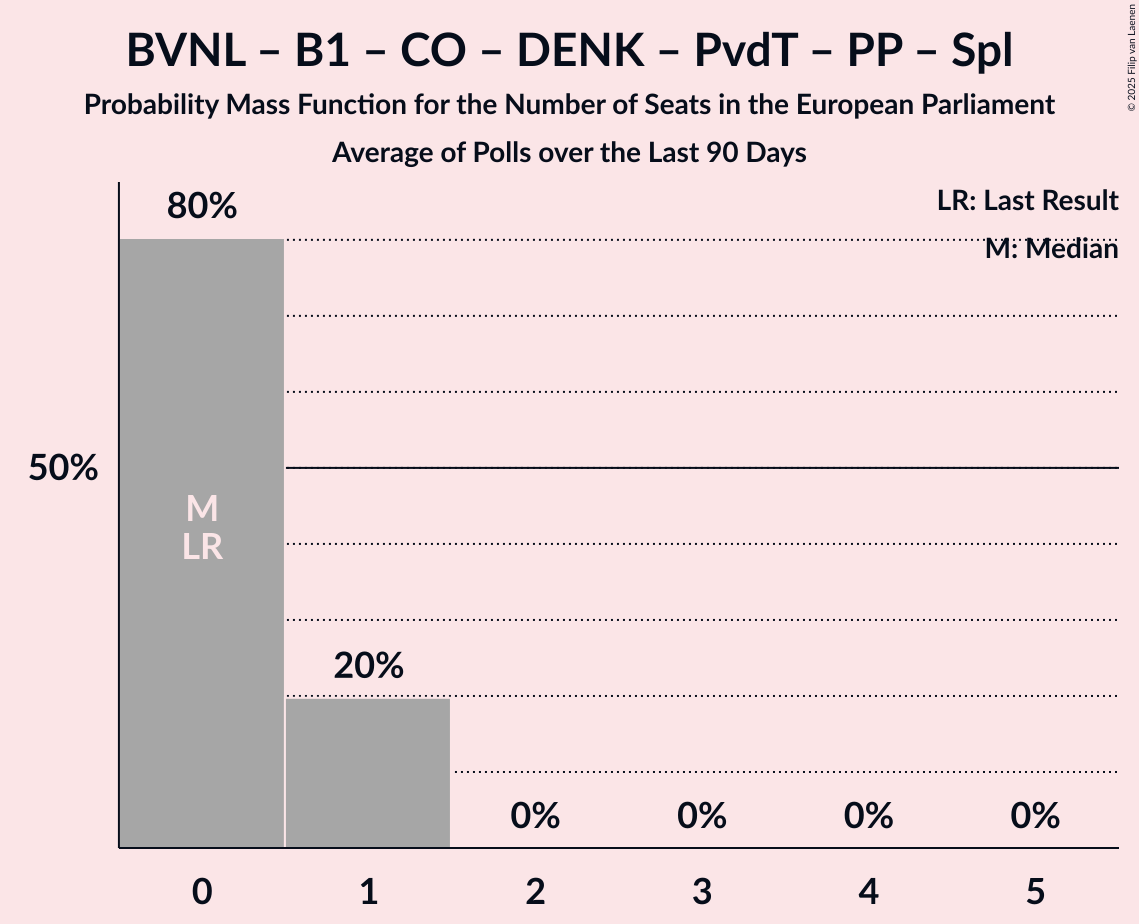 BVNL – B1 – CO – DENK – PvdT – PP – Spl
Probability Mass Function for the Number of Seats in the European Parliament
Average of Polls over the Last 90 Days
© 2025 Filip van Laenen
LR: Last Result
M: Median
80%
50%
M
LR
20%
0% 0% 0% 0%
0 1 2 3 4 5